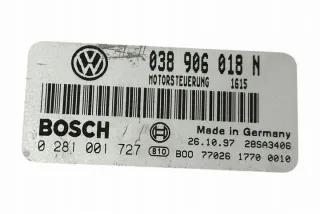 038 906 018 N
MOTORSTEUERUNG 1615
BOSCH
Made in Germany
26.10.97 28SA3406
0 281 001 727 810 B00 77026 1770 0010